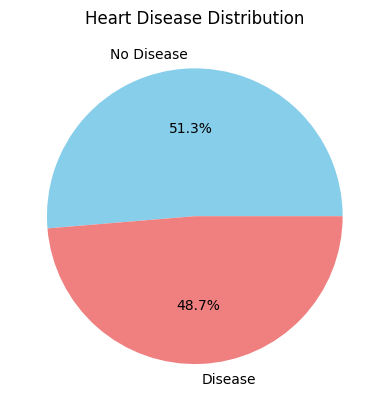 Heart Disease Distribution
No Disease
51.3%
48.7%
Disease